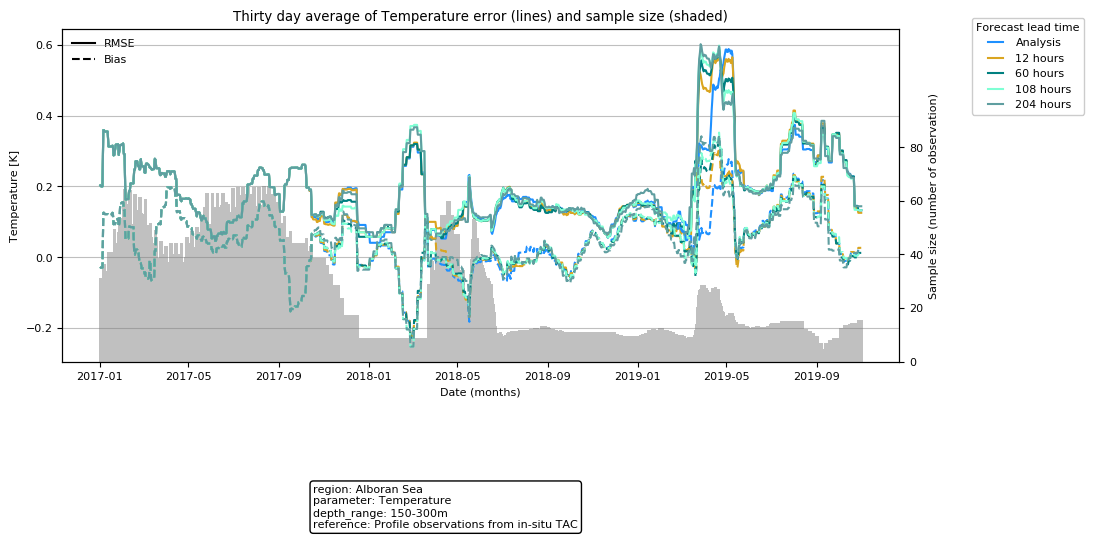 Thirty day average of Temperature error (lines) and sample size (shaded)
RMSE
Bias
Forecast lead time
Analysis
12 hours
60 hours
108 hours
204 hours
0.6
0.4
0.2
0.0
−0.2
Temperature [K]
80
60
40
20
0
Sample size (number of observation)
2017-01
2017-05
2017-09
2018-01
2018-05
2018-09
2019-01
2019-05
2019-09
Date (months)
region: Alboran Sea
parameter: Temperature
depth_range: 150-300m
reference: Profile observations from in-situ TAC